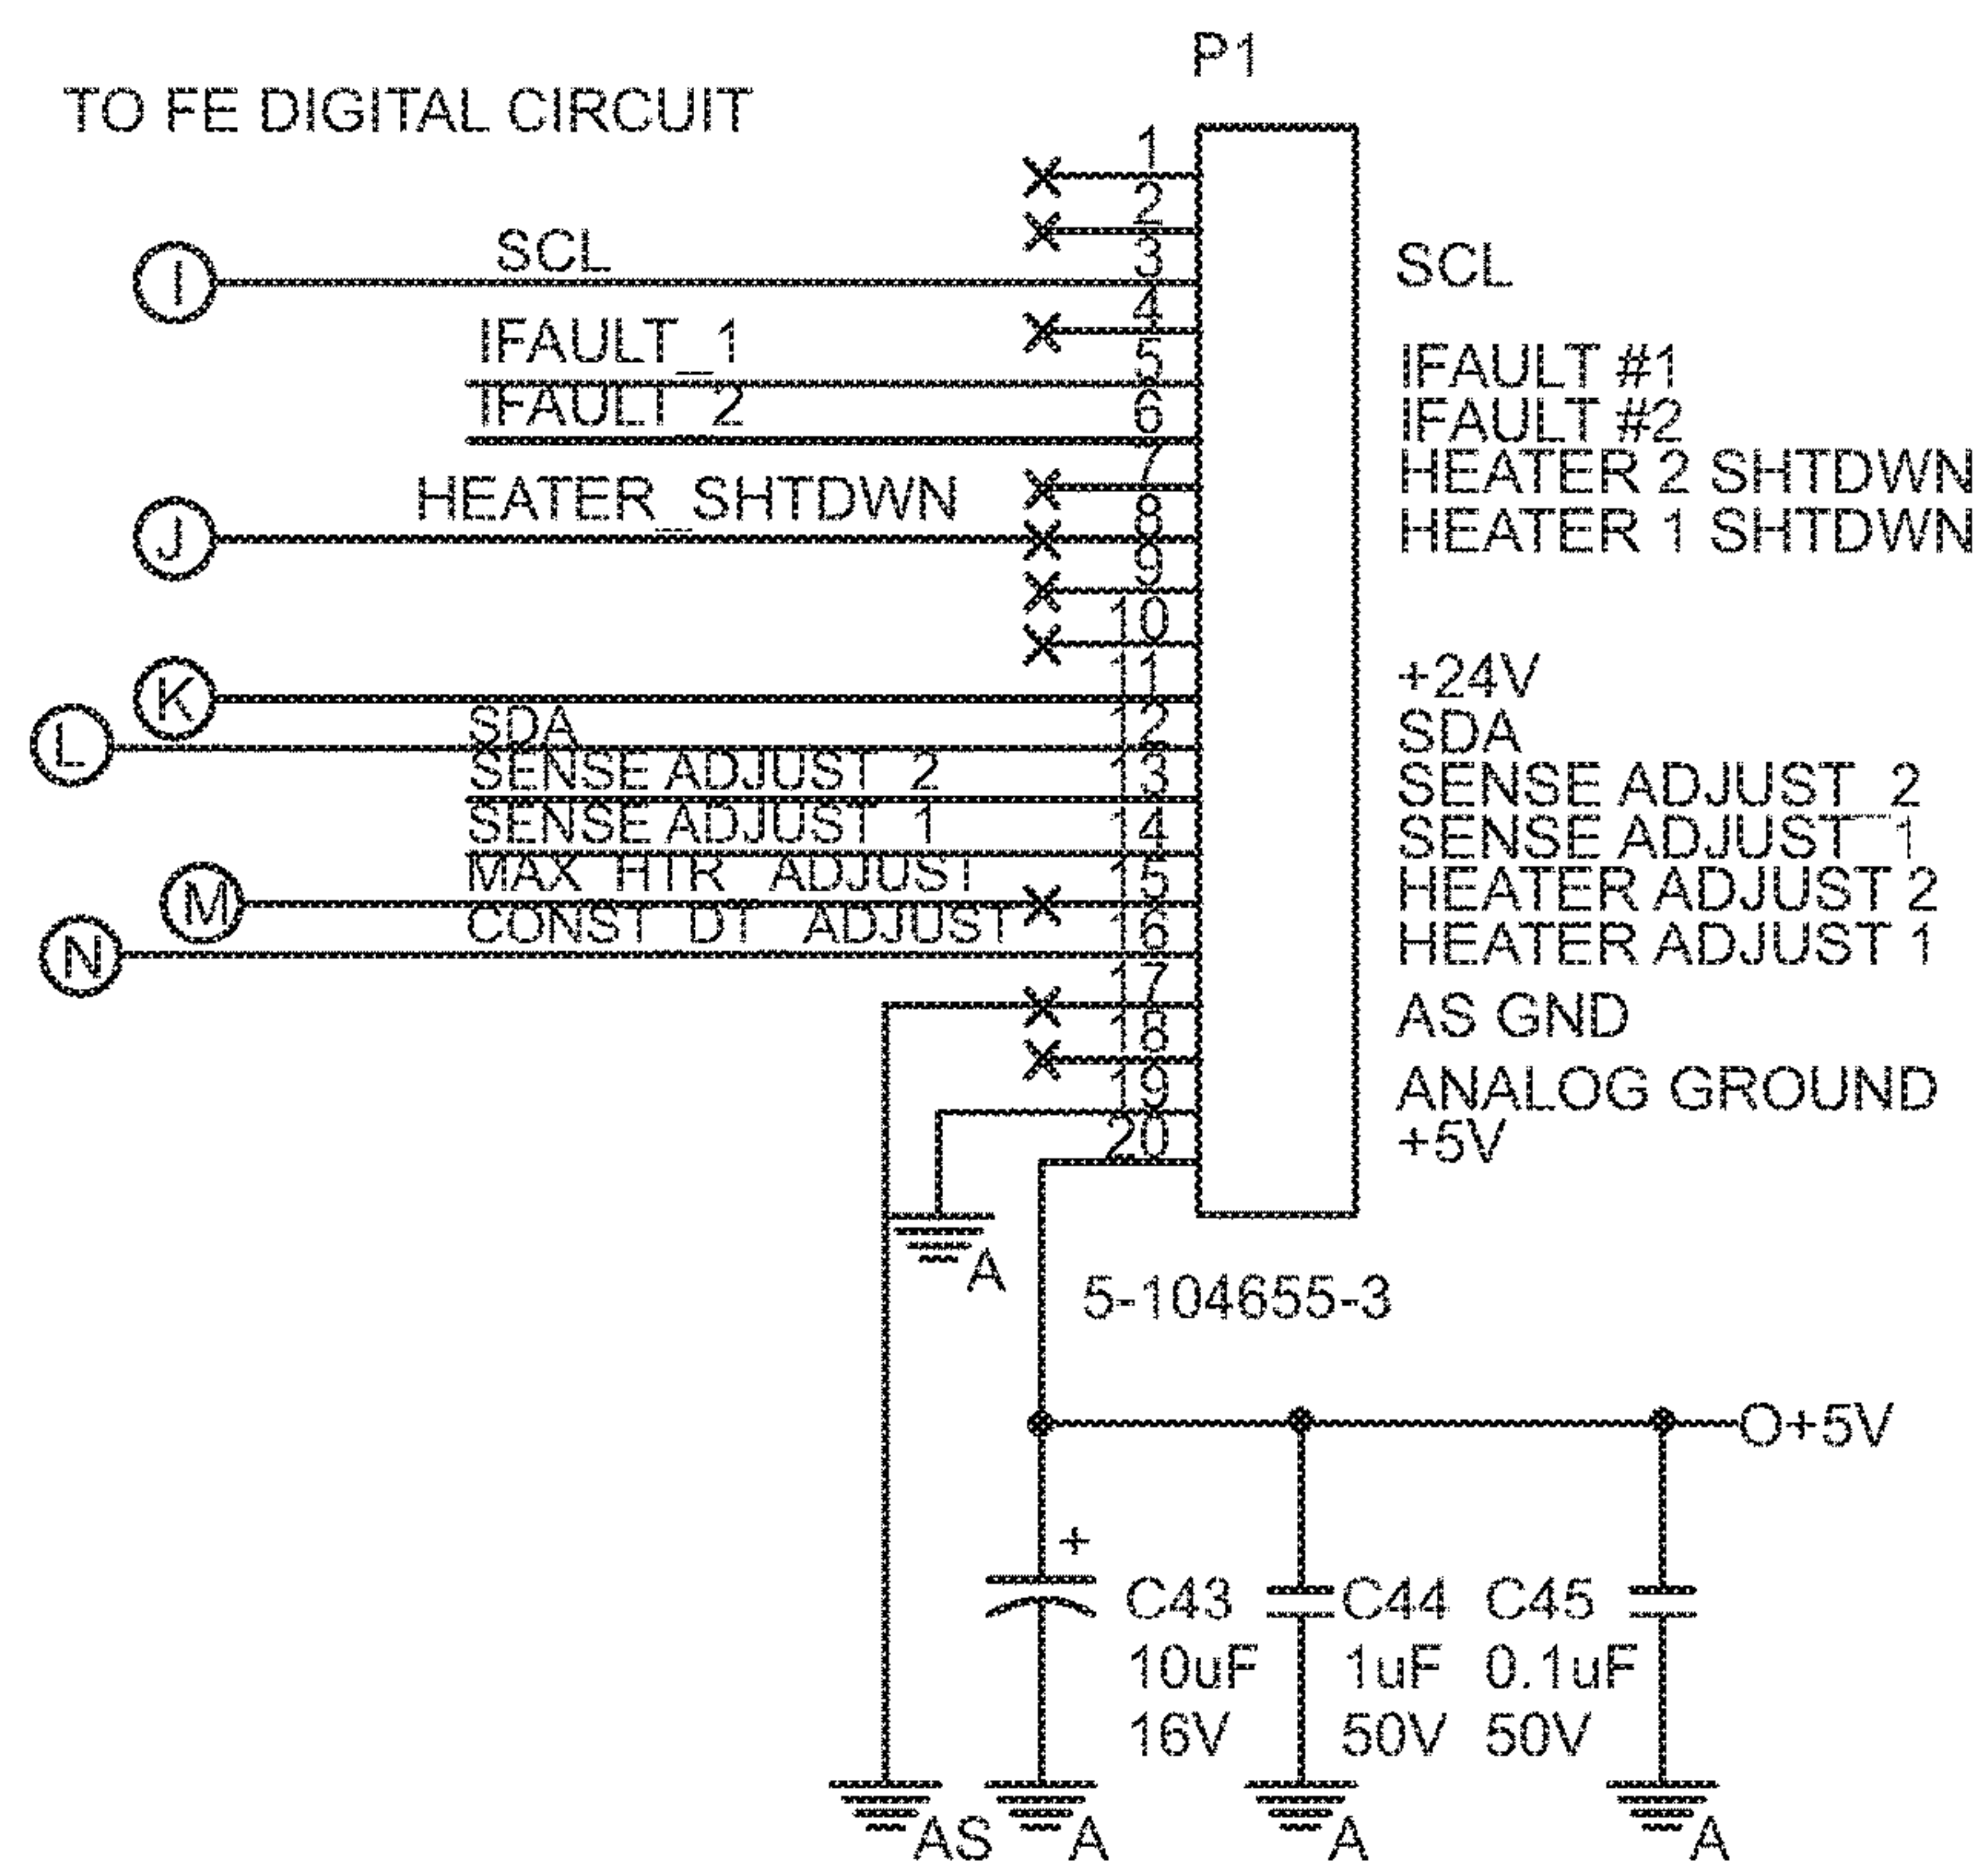 P1
TO FE DIGITAL CIRCUIT
1
2
I SCL 3 SCL
4
IFAULT_1 5 IFAULT #1
IFAULT_2 6 IFAULT #2
7 HEATER 2 SHTDWN
J HEATER_SHTDWN 8 HEATER 1 SHTDWN
9
10
K 11 +24V
L SDA 12 SDA
SENSE ADJUST_2 13 SENSE ADJUST_2
SENSE ADJUST_1 14 SENSE ADJUST_1
M MAX_HTR_ADJUST 15 HEATER ADJUST 2
N CONST_DT_ADJUST 16 HEATER ADJUST 1
17 AS GND
18
19 ANALOG GROUND
20 +5V
A
5-104655-3
+5V
+
C43 C44 C45
10uF 1uF 0.1uF
16V 50V 50V
AS A A A